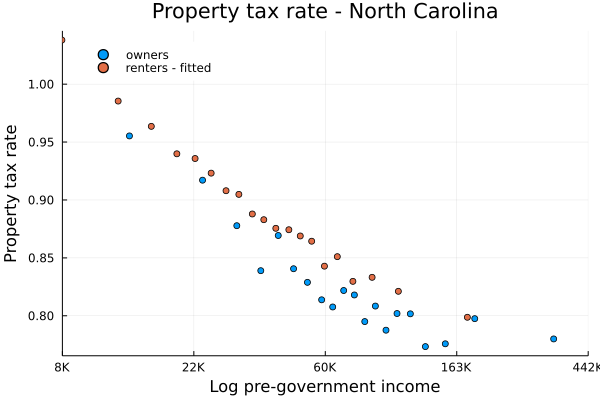 Property tax rate - North Carolina
owners
renters - fitted
Property tax rate
1.00
0.95
0.90
0.85
0.80
8K
22K
60K
163K
442K
Log pre-government income